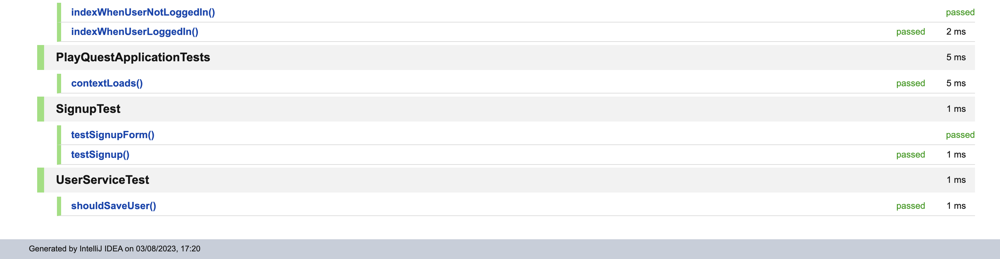 indexWhenUserNotLoggedIn() passed
indexWhenUserLoggedIn() passed 2 ms
PlayQuestApplicationTests 5 ms
contextLoads() passed 5 ms
SignupTest 1 ms
testSignupForm() passed
testSignup() passed 1 ms
UserServiceTest 1 ms
shouldSaveUser() passed 1 ms
Generated by IntelliJ IDEA on 03/08/2023, 17:20